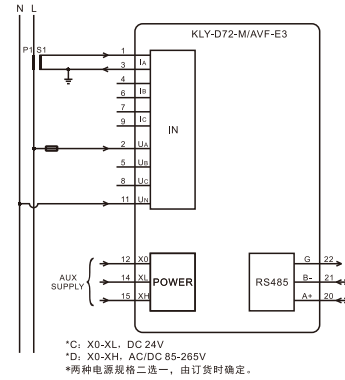 N L
KLY-D72-M/AVF-E3
P1 S1
1 IA
3
4 IB
6
7 IC
9
IN
2 UA
5 UB
8 UC
11 UN
AUX SUPPLY
12 X0
14 XL
15 XH
POWER
RS485
G 22
B- 21
A+ 20
*C: X0-XL, DC 24V
*D: X0-XH, AC/DC 85-265V
*两种电源规格二选一，由订货时确定。